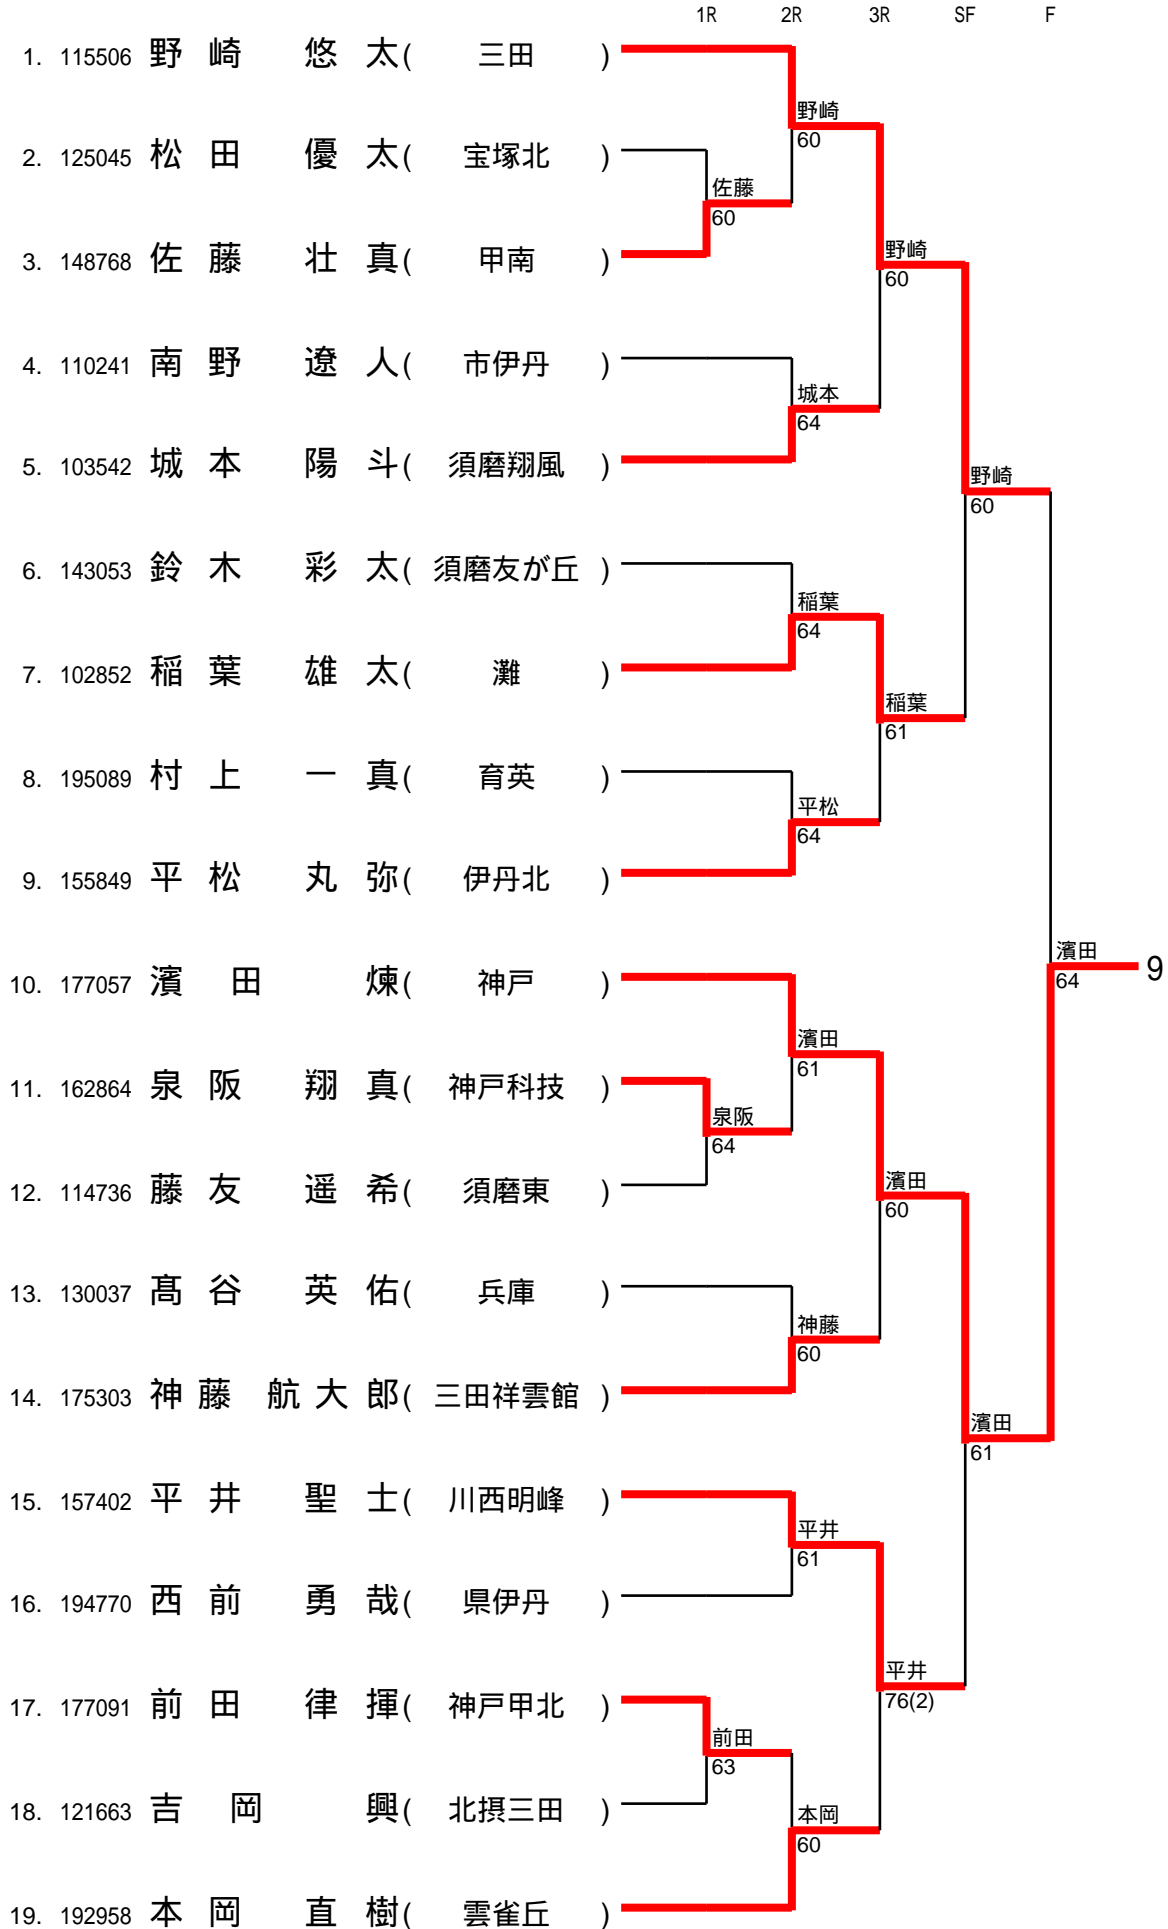 1R 2R 3R SF F
1. 115506 野 崎 悠 太( 三田 )
野崎
60
2. 125045 松 田 優 太( 宝塚北 )
佐藤
60
3. 148768 佐 藤 壮 真( 甲南 )
野崎
60
4. 110241 南 野 遼 人( 市伊丹 )
城本
64
5. 103542 城 本 陽 斗( 須磨翔風 )
野崎
60
6. 143053 鈴 木 彩 太( 須磨友が丘 )
稲葉
64
7. 102852 稲 葉 雄 太( 灘 )
稲葉
61
8. 195089 村 上 一 真( 育英 )
平松
64
9. 155849 平 松 丸 弥( 伊丹北 )
濱田
64
9
10. 177057 濱 田 煉( 神戸 )
濱田
61
11. 162864 泉 阪 翔 真( 神戸科技 )
泉阪
64
12. 114736 藤 友 遥 希( 須磨東 )
濱田
60
13. 130037 髙 谷 英 佑( 兵庫 )
神藤
60
14. 175303 神 藤 航 大 郎( 三田祥雲館 )
濱田
61
15. 157402 平 井 聖 士( 川西明峰 )
平井
61
16. 194770 西 前 勇 哉( 県伊丹 )
平井
76(2)
17. 177091 前 田 律 揮( 神戸甲北 )
前田
63
18. 121663 吉 岡 興( 北摂三田 )
本岡
60
19. 192958 本 岡 直 樹( 雲雀丘 )